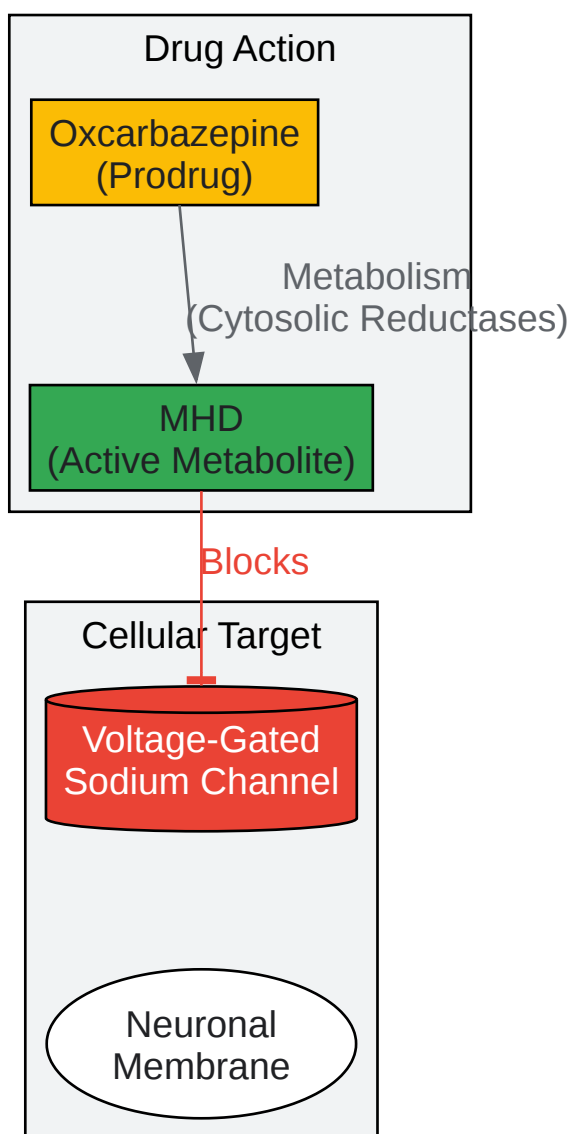 Drug Action
Oxcarbazepine
(Prodrug)
Metabolism
(Cytosolic Reductases)
MHD
(Active Metabolite)
Blocks
Cellular Target
Voltage-Gated
Sodium Channel
Neuronal
Membrane